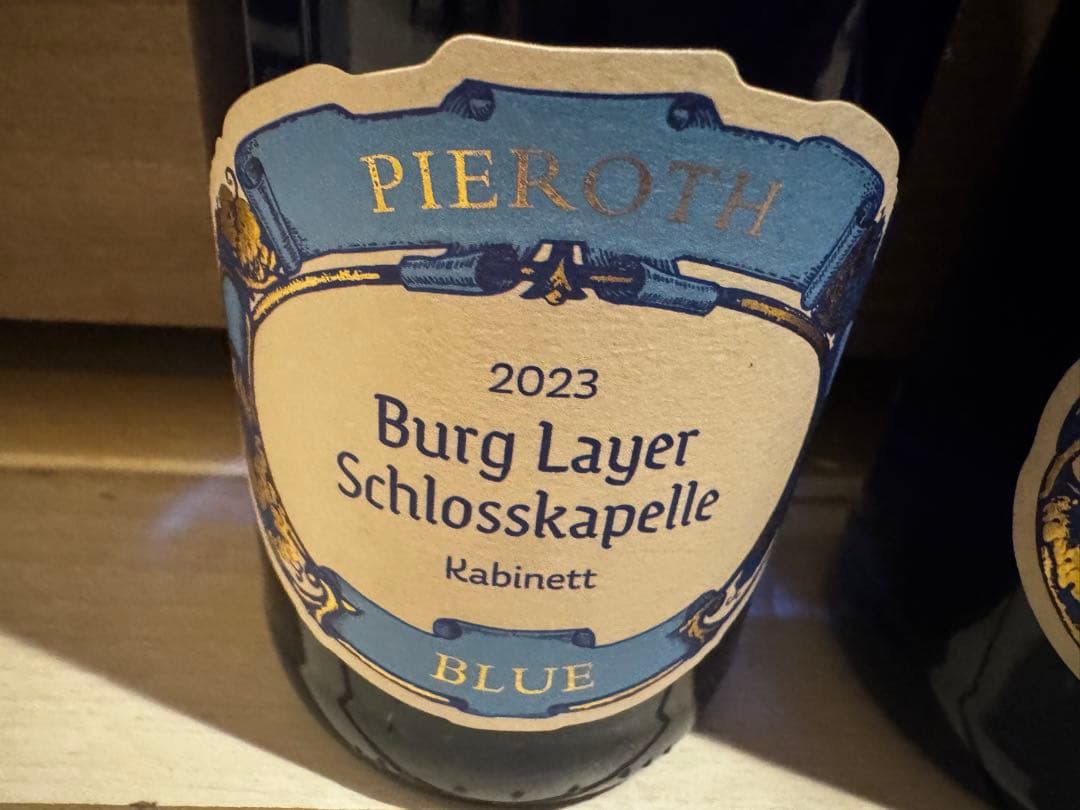 PIEROTH
2023
Burg Layer
Schlosskapelle
Kabinett
BLUE